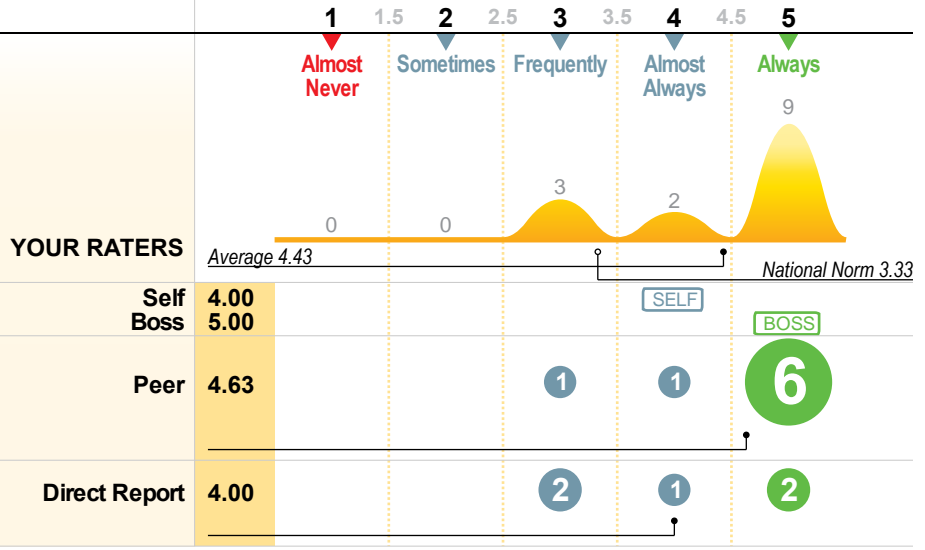 1 1.5 2 2.5 3 3.5 4 4.5 5
Almost Never Sometimes Frequently Almost Always Always
9
3
2
0 0
YOUR RATERS
Average 4.43
National Norm 3.33
Self 4.00 SELF
Boss 5.00 BOSS
Peer 4.63 1 1 6
Direct Report 4.00 2 1 2